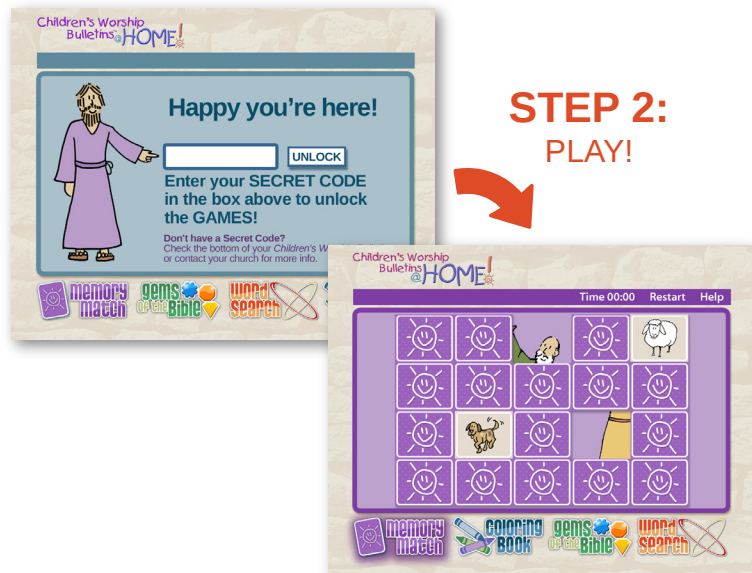 Children's Worship
Bulletins @HOME!
Happy you're here!
UNLOCK
Enter your SECRET CODE
in the box above to unlock
the GAMES!
Don't have a Secret Code?
Check the bottom of your Children's
or contact your church for more info.
memory match
gems of the Bible
word search
STEP 2:
PLAY!
Children's Worship
Bulletins @HOME!
Time 00:00 Restart Help
memory match
coloring book
gems of the Bible
word search